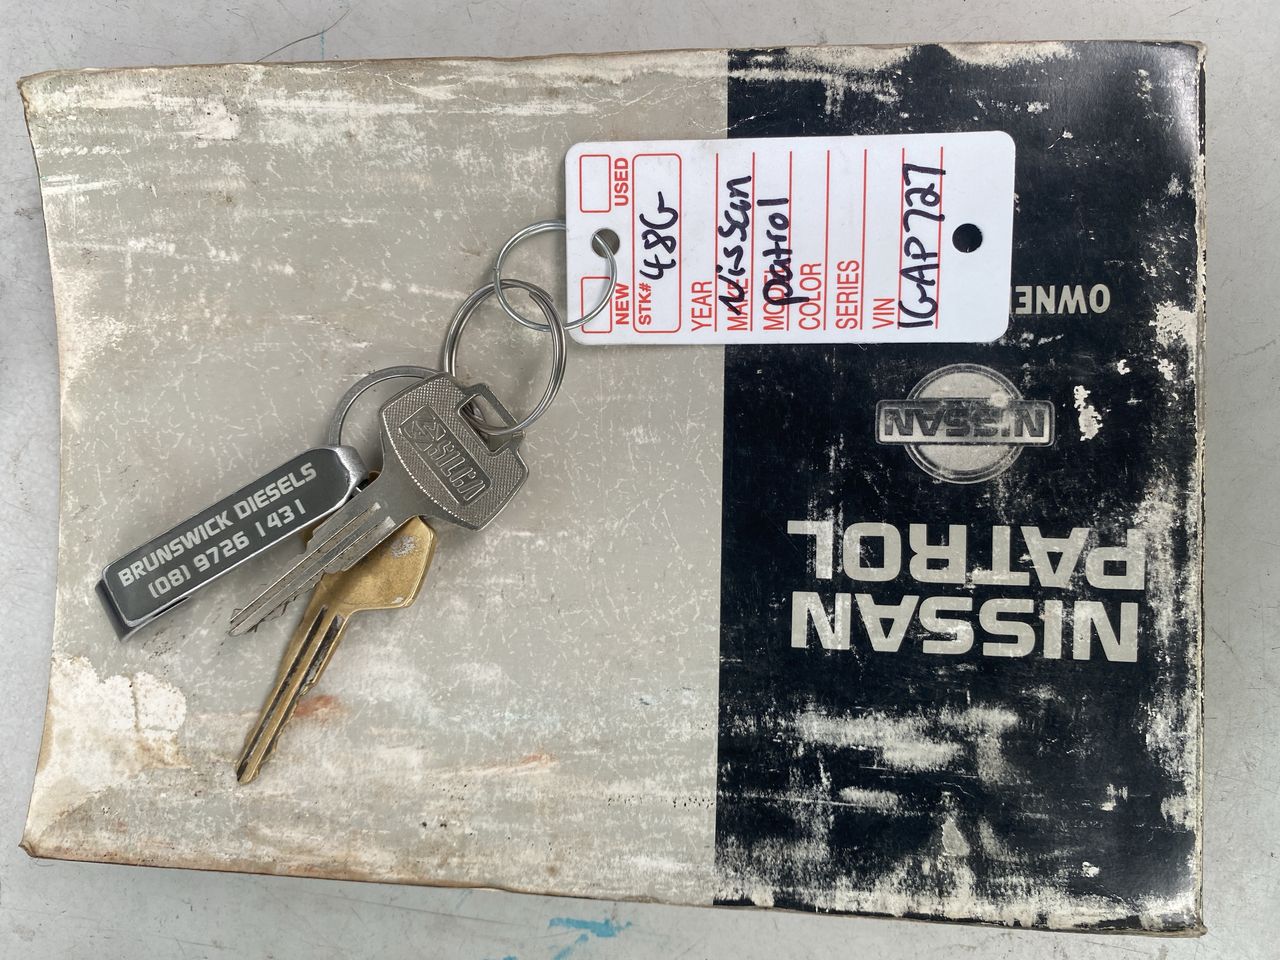 USED
NEW
STK# 48G
YEAR
MAKE Nissan
MODEL patrol
COLOR
SERIES
VIN 1GAP727
SILCA
BRUNSWICK DIESELS
(08) 9726 1431
NISSAN
PATROL
NISSAN